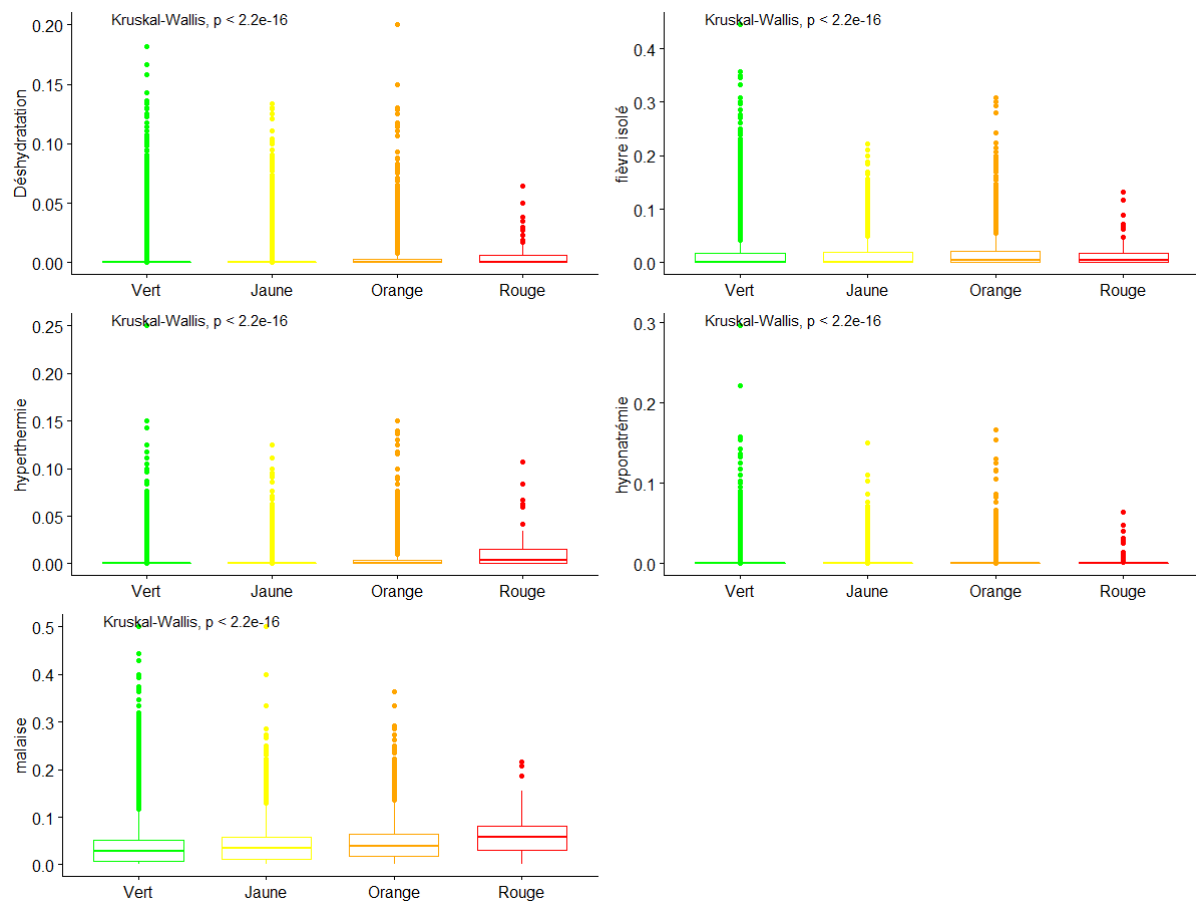 Kruskal-Wallis, p < 2.2e-16
Déshydratation
0.20
0.15
0.10
0.05
0.00
Vert Jaune Orange Rouge
Kruskal-Wallis, p < 2.2e-16
fièvre isolé
0.4
0.3
0.2
0.1
0.0
Vert Jaune Orange Rouge
Kruskal-Wallis, p < 2.2e-16
hyperthermie
0.25
0.20
0.15
0.10
0.05
0.00
Vert Jaune Orange Rouge
Kruskal-Wallis, p < 2.2e-16
hyponatrémie
0.3
0.2
0.1
0.0
Vert Jaune Orange Rouge
Kruskal-Wallis, p < 2.2e-16
malaise
0.5
0.4
0.3
0.2
0.1
0.0
Vert Jaune Orange Rouge